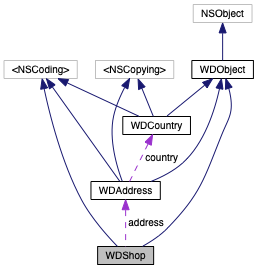 NSObject
<NSCoding>
<NSCopying>
WDObject
WDCountry
country
WDAddress
address
WDShop